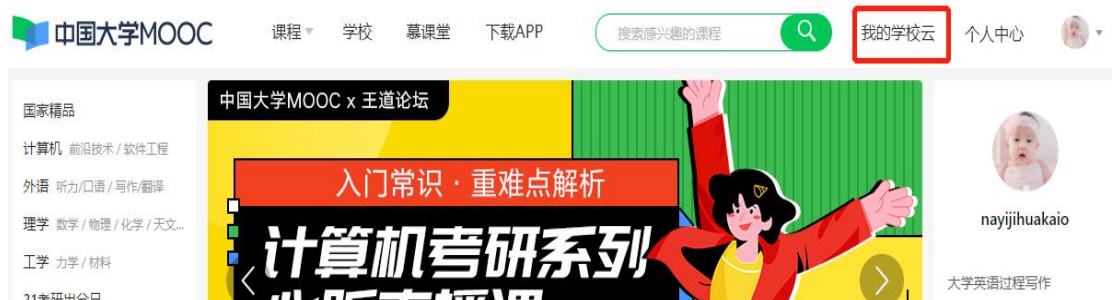 中国大学MOOC
课程 学校 慕课堂 下载APP 搜索感兴趣的课程 我的学校云 个人中心
国家精品
计算机 前沿技术 / 软件工程
外语 听力/口语 / 写作/翻译
理学 数学 / 物理 / 化学 / 天文...
工学 力学 / 材料
中国大学MOOC x 王道论坛
入门常识 · 重难点解析
计算机考研系列
nayijihuakaio
大学英语过程写作